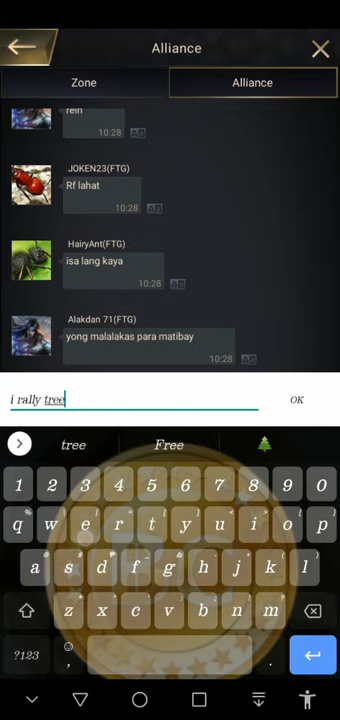 Alliance
Zone
Alliance
rein
10:28
JOKEN23(FTG)
Rf lahat
10:28
HairyAnt(FTG)
isa lang kaya
10:28
Alakdan 71(FTG)
yong malalakas para matibay
10:28
i rally tree
OK
tree
Free
1 2 3 4 5 6 7 8 9 0
q w e r t y u i o p
a s d f g h j k l
z x c v b n m
?123 , .